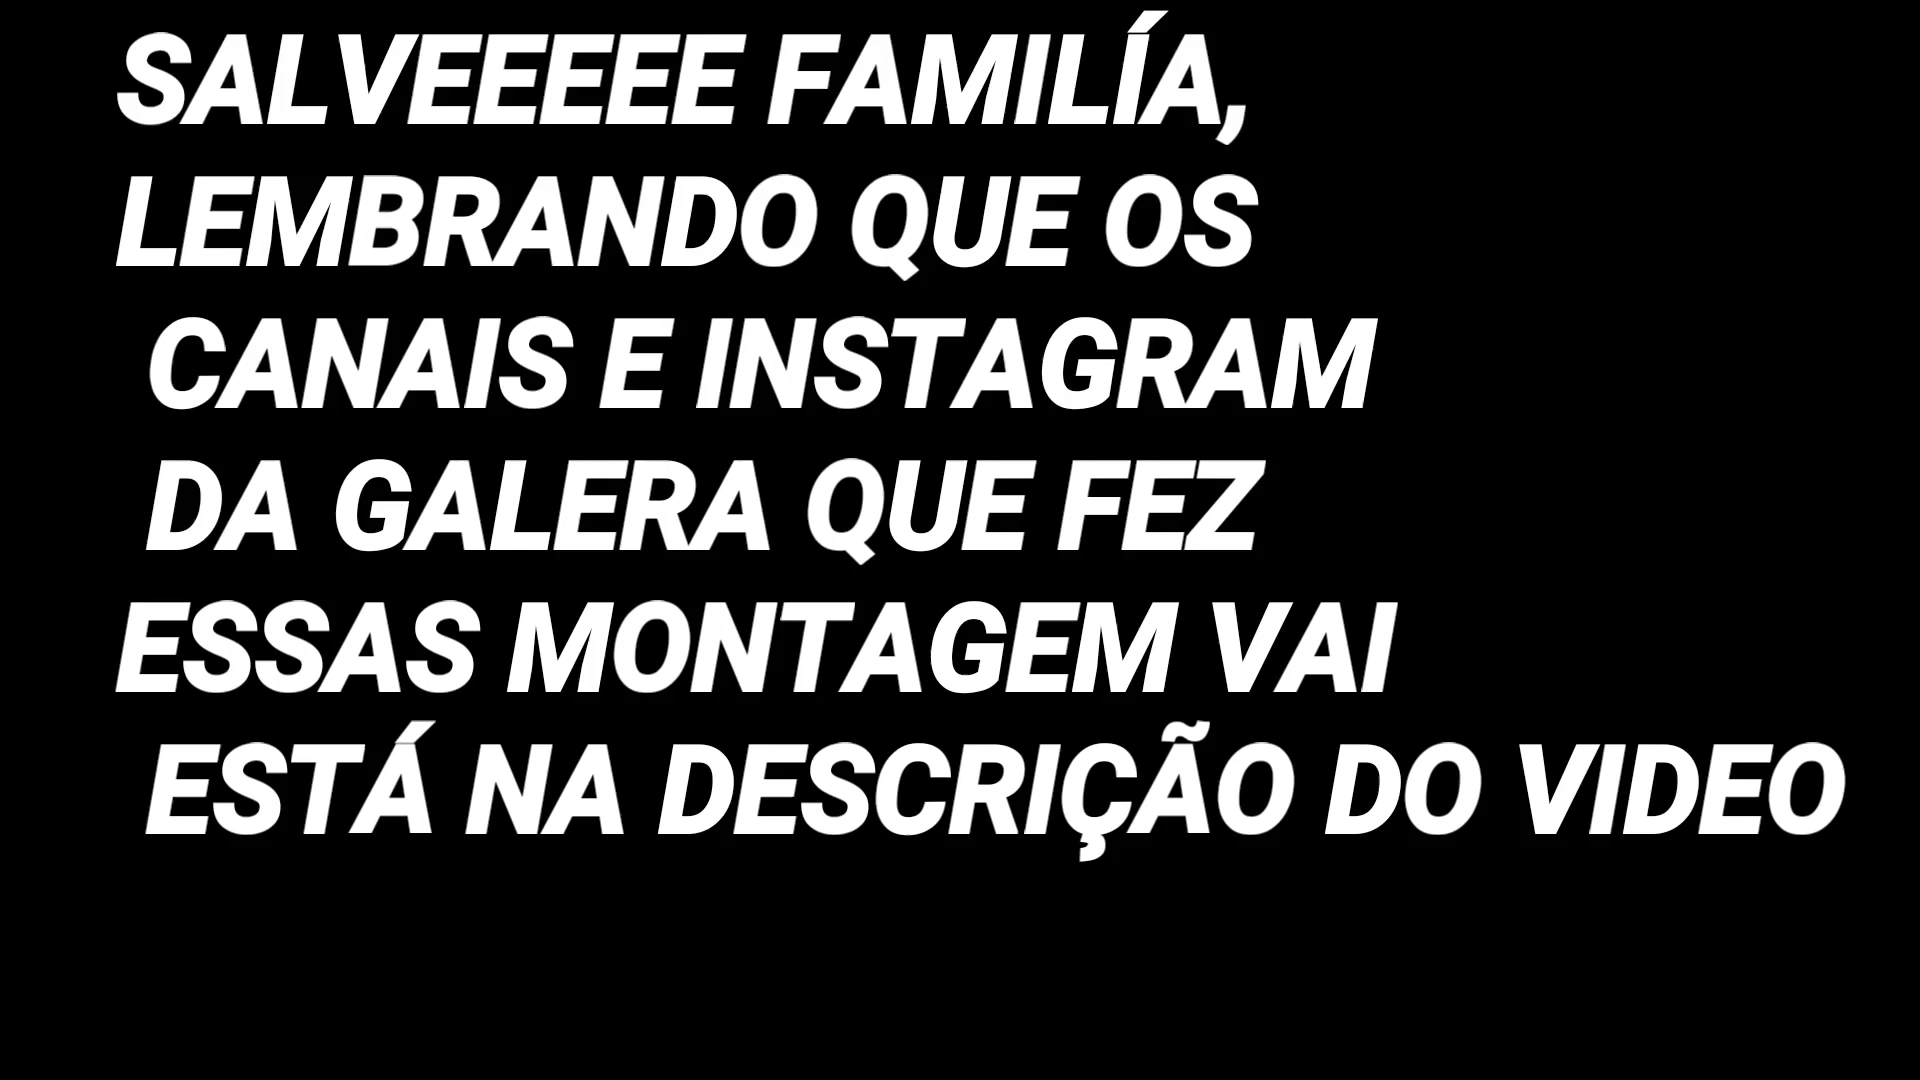 SALVEEEEE FAMILÍA,
LEMBRANDO QUE OS
CANAIS E INSTAGRAM
DA GALERA QUE FEZ
ESSAS MONTAGEM VAI
ESTÁ NA DESCRIÇÃO DO VIDEO